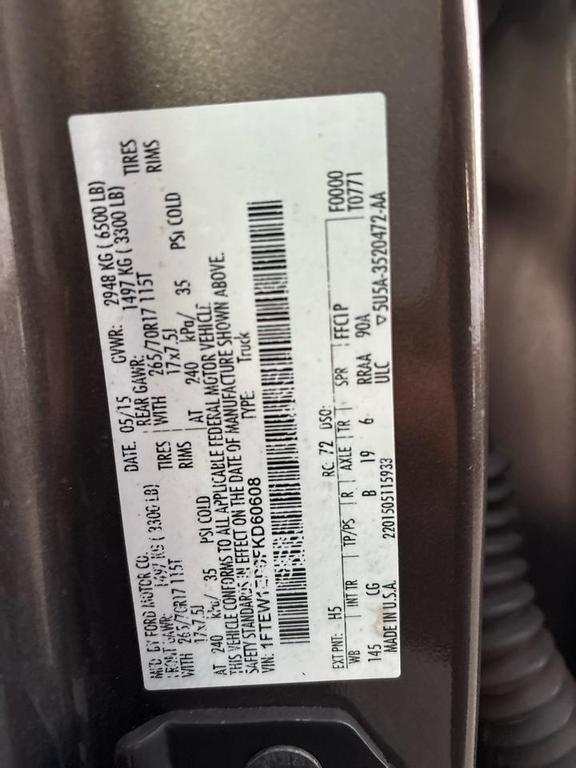 MFD. BY FORD MOTOR CO. DATE: 05/15 GVWR: 2948 KG ( 6500 LB)
FRONT GAWR: 1497 KG ( 3300 LB) REAR GAWR: 1497 KG ( 3300 LB)
WITH 265/70R17 115T TIRES WITH 265/70R17 115T TIRES
17x7.5J RIMS 17x7.5J RIMS
AT 240 kPa/ 35 PSI COLD AT 240 kPa/ 35 PSI COLD
THIS VEHICLE CONFORMS TO ALL APPLICABLE FEDERAL MOTOR VEHICLE
SAFETY STANDARDS IN EFFECT ON THE DATE OF MANUFACTURE SHOWN ABOVE.
VIN: TYPE: Truck
EXT PNT: H5 RC: 72 DSO: F0000
WB INT TR TP/PS R AXLE TR SPR FFC1P T0771
145 CG B 19 6 RRAA 90A
MADE IN U.S.A. 2201505115933 ULC ▽5U5A-3520472-AA